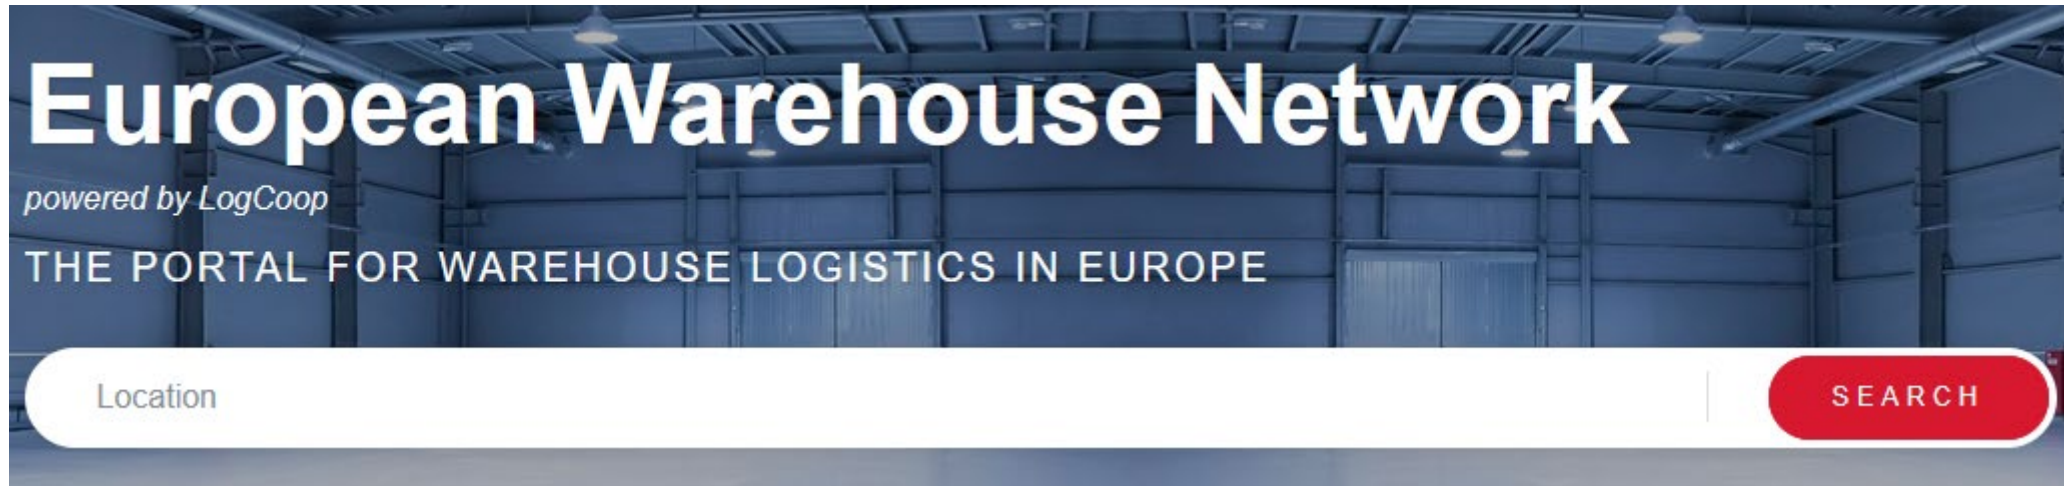 European Warehouse Network
powered by LogCoop
THE PORTAL FOR WAREHOUSE LOGISTICS IN EUROPE
Location
SEARCH